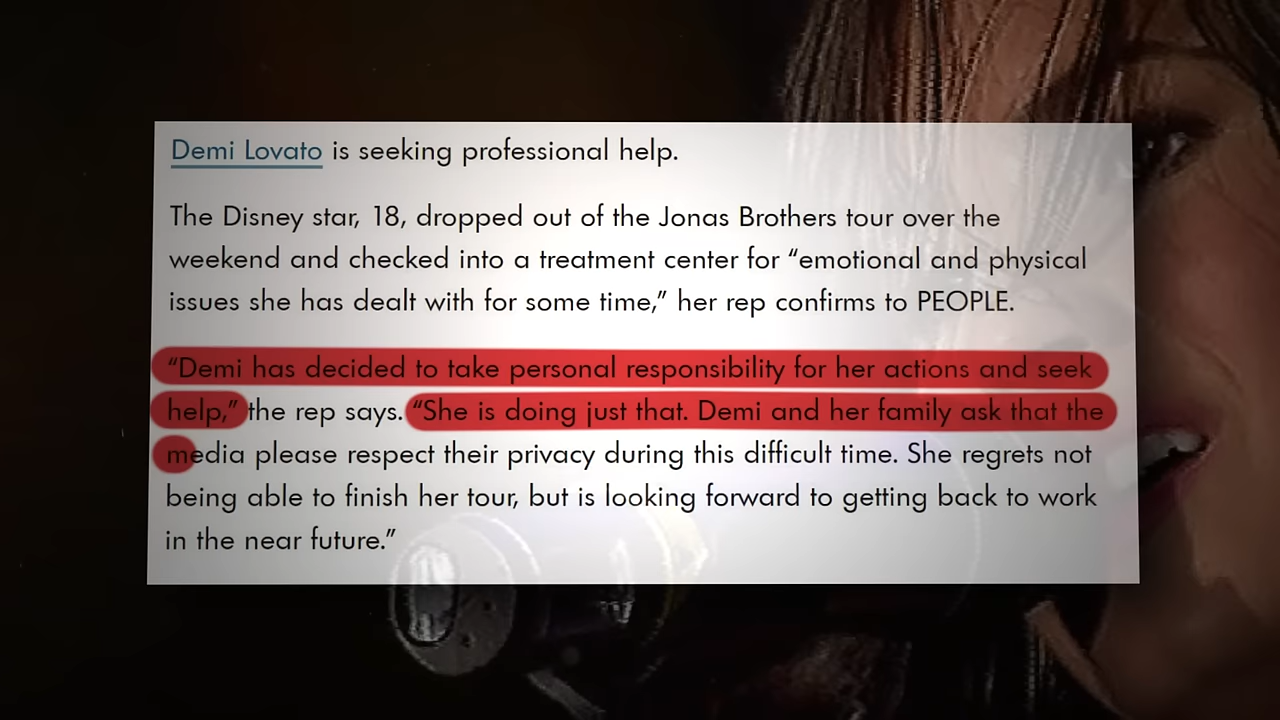 Demi Lovato is seeking professional help.
The Disney star, 18, dropped out of the Jonas Brothers tour over the
weekend and checked into a treatment center for “emotional and physical
issues she has dealt with for some time,” her rep confirms to PEOPLE.
“Demi has decided to take personal responsibility for her actions and seek
help,” the rep says. “She is doing just that. Demi and her family ask that the
media please respect their privacy during this difficult time. She regrets not
being able to finish her tour, but is looking forward to getting back to work
in the near future.”